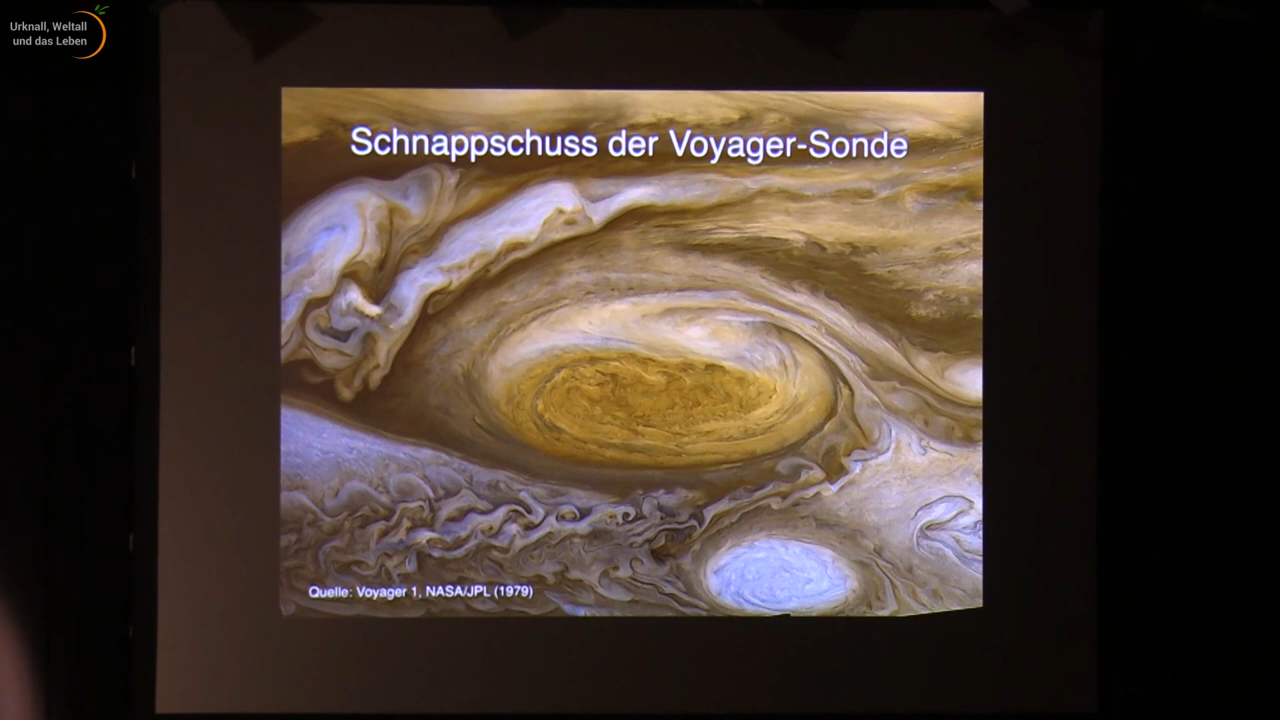 Urknall, Weltall
und das Leben
Schnappschuss der Voyager-Sonde
Quelle: Voyager 1, NASA/JPL (1979)